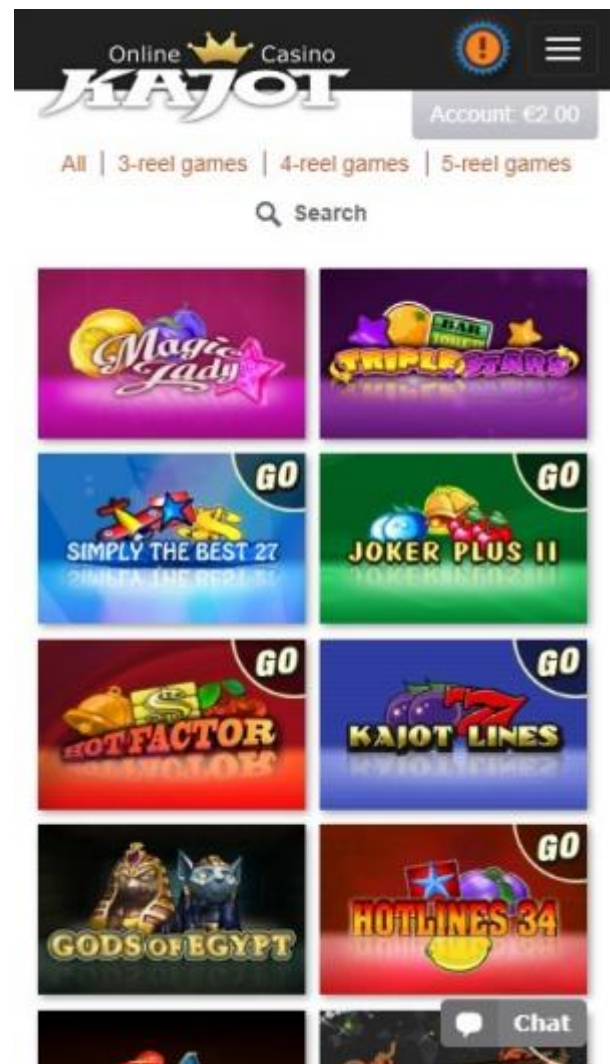 Online Casino
KAJOT
Account: €2.00
All | 3-reel games | 4-reel games | 5-reel games
Search
Magic
Lady
BAR
JOKER
TRIPLE STARS
GO
SIMPLY THE BEST 27
GO
JOKER PLUS II
GO
HOT FACTOR
GO
KAJOT LINES
GODS OF EGYPT
GO
HOTLINES 34
Chat